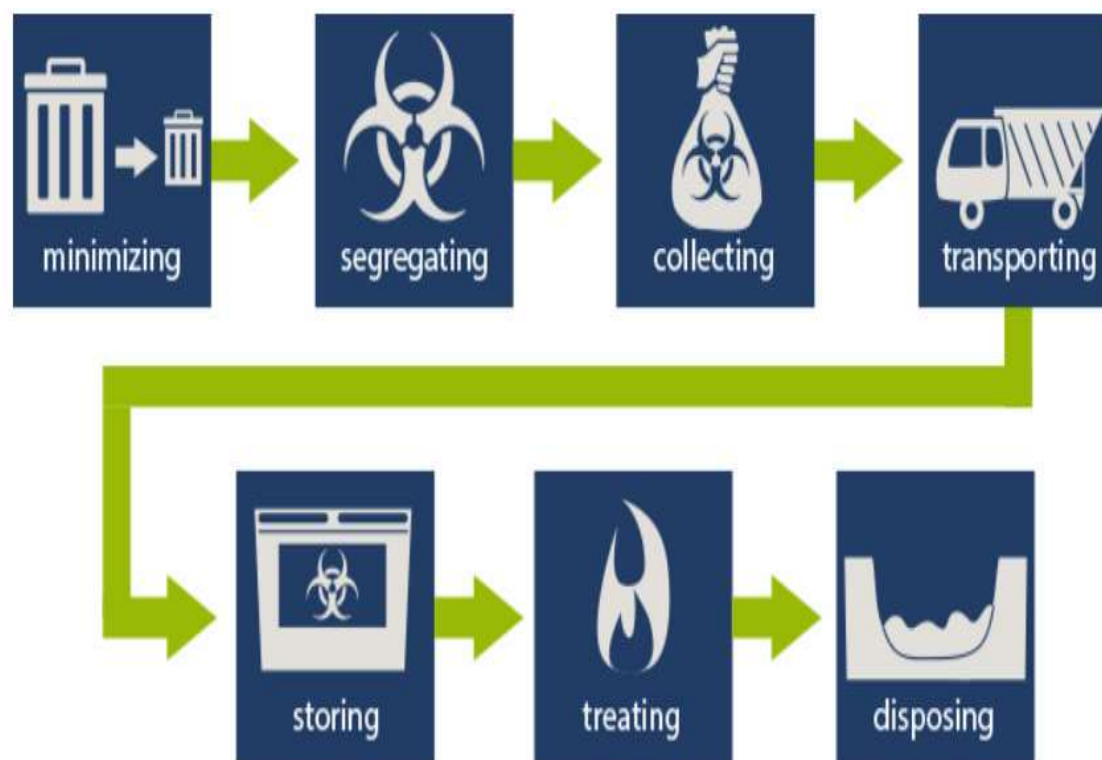 minimizing
segregating
collecting
transporting
storing
treating
disposing